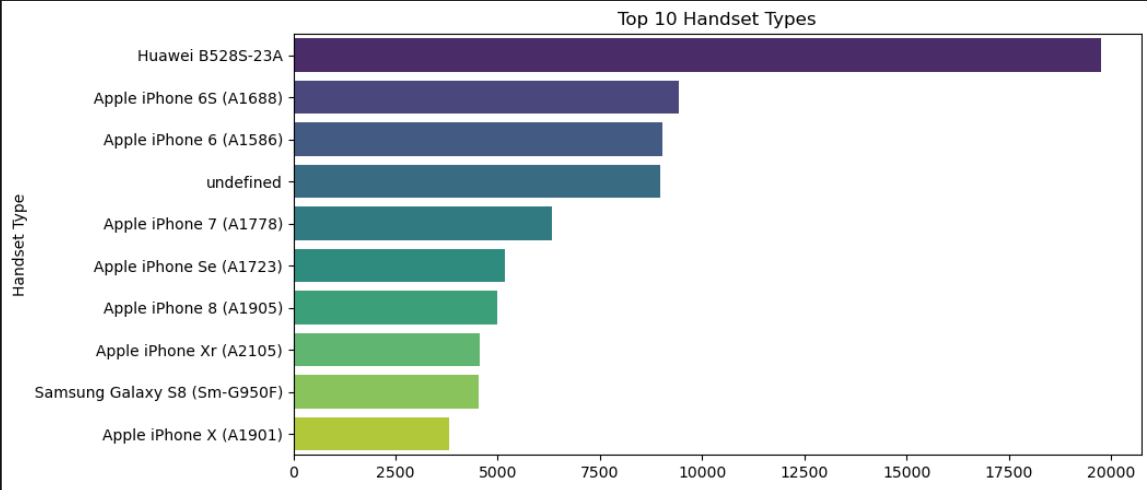 Top 10 Handset Types
Handset Type
Huawei B528S-23A
Apple iPhone 6S (A1688)
Apple iPhone 6 (A1586)
undefined
Apple iPhone 7 (A1778)
Apple iPhone Se (A1723)
Apple iPhone 8 (A1905)
Apple iPhone Xr (A2105)
Samsung Galaxy S8 (Sm-G950F)
Apple iPhone X (A1901)
0 2500 5000 7500 10000 12500 15000 17500 20000